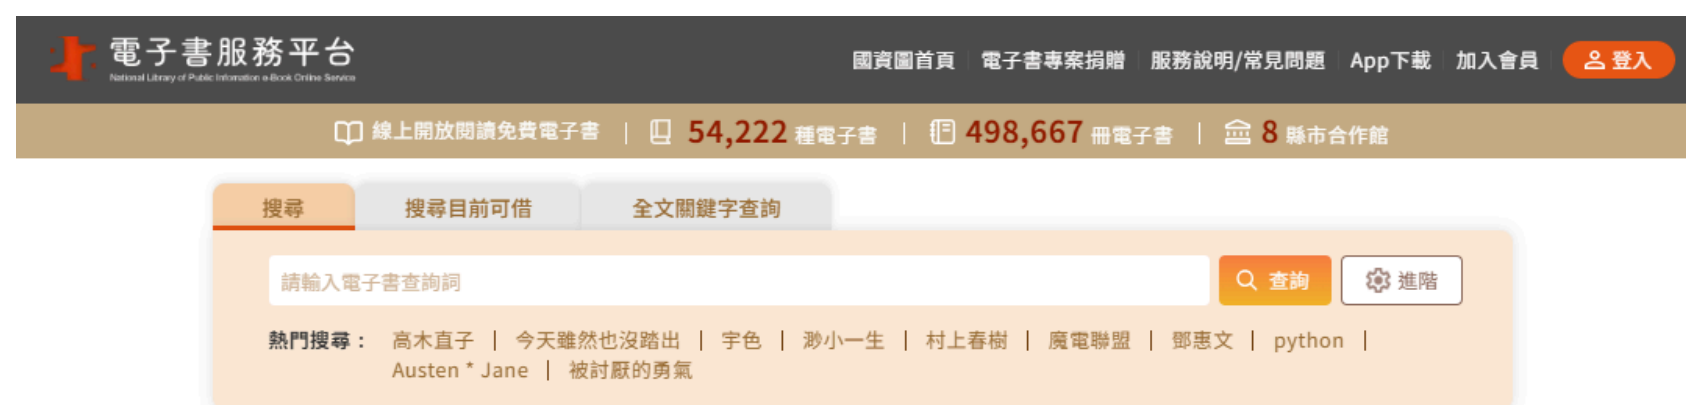 電子書服務平台
National Library of Public Information e-Book Online Service
國資圖首頁 電子書專案捐贈 服務說明/常見問題 App下載 加入會員 登入
線上開放閱讀免費電子書 | 54,222 種電子書 | 498,667 冊電子書 | 8 縣市合作館
搜尋 搜尋目前可借 全文關鍵字查詢
請輸入電子書查詢詞 查詢 進階
熱門搜尋： 高木直子 | 今天雖然也沒踏出 | 宇色 | 渺小一生 | 村上春樹 | 魔電聯盟 | 鄧惠文 | python |
Austen * Jane | 被討厭的勇氣